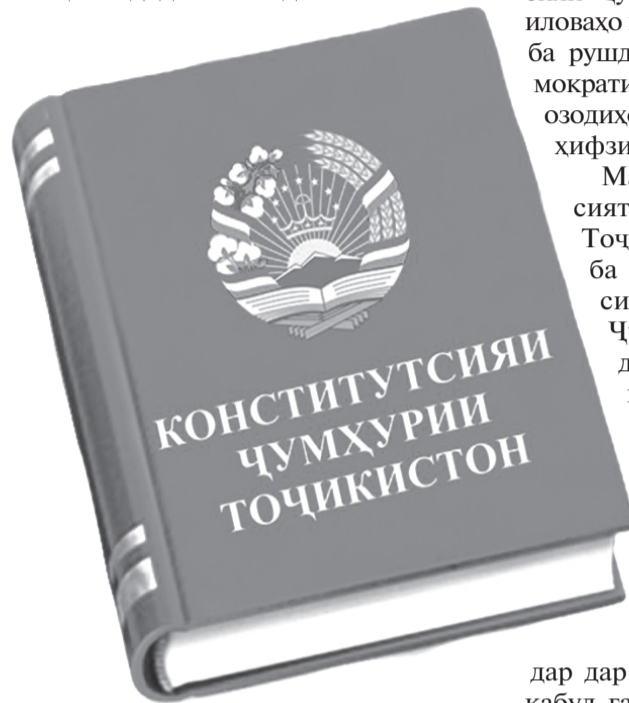 иловаҳо
ба рушд
мократи
озодиҳо
ҳифзи
сият
Тоҷ
ба
си
КОНСТИТУТСИЯИ
ҶУМҲУРИИ
ТОҶИКИСТОН
дар дар